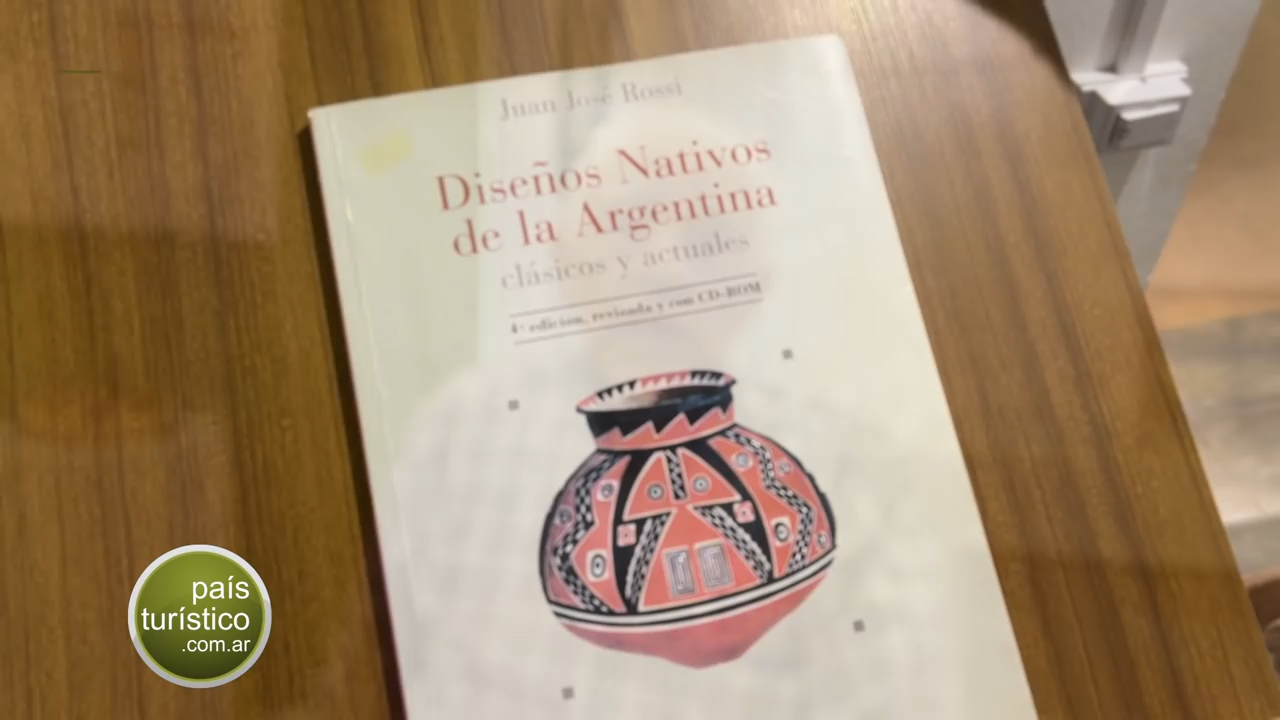 Juan José Rossi
Diseños Nativos
de la Argentina
clásicos y actuales
4ª edición, revisada y con CD-ROM
país
turístico
.com.ar